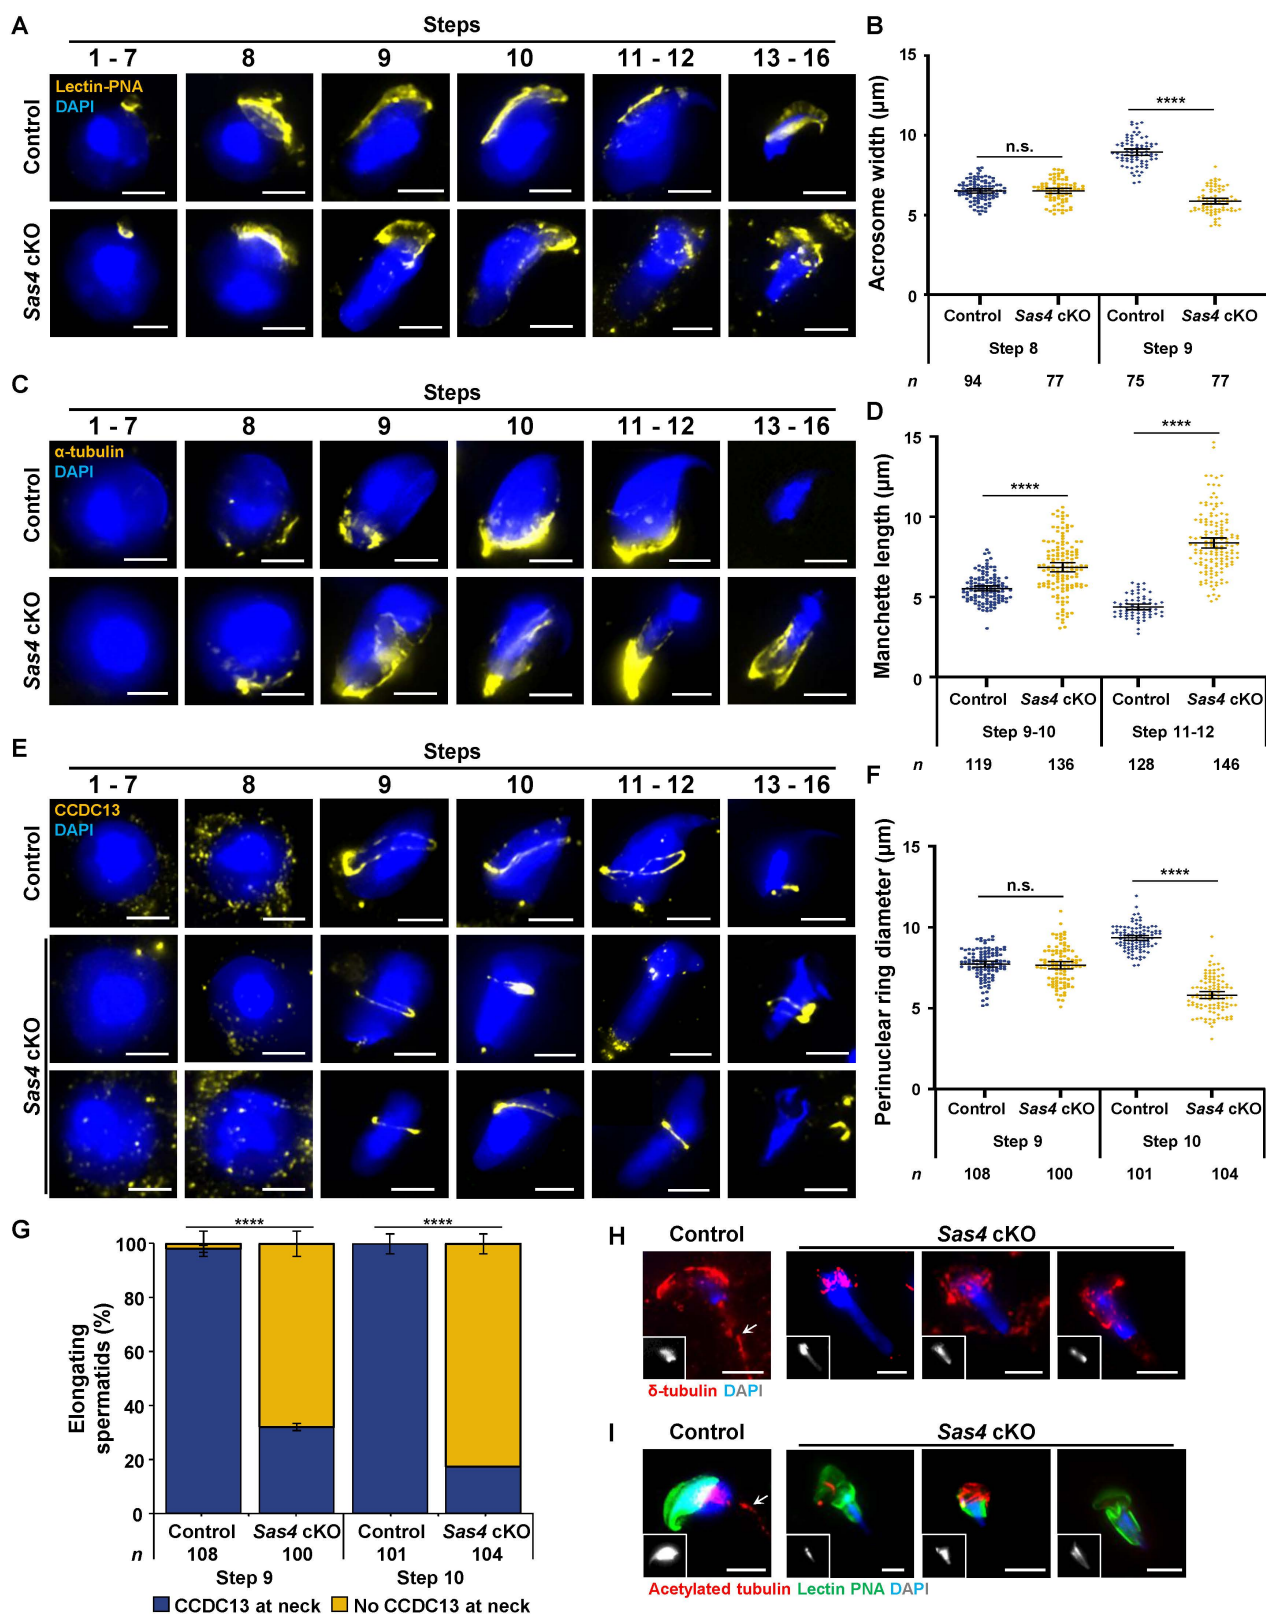 A
Steps
1 - 7 8 9 10 11 - 12 13 - 16
Lectin-PNA
DAPI
Control
Sas4 cKO
B
Acrosome width (µm)
15
10
5
0
n.s.
****
Control Sas4 cKO Control Sas4 cKO
Step 8 Step 9
n 94 77 75 77
C
Steps
1 - 7 8 9 10 11 - 12 13 - 16
α-tubulin
DAPI
Control
Sas4 cKO
D
Manchette length (µm)
15
10
5
0
****
****
Control Sas4 cKO Control Sas4 cKO
Step 9-10 Step 11-12
n 119 136 128 146
E
Steps
1 - 7 8 9 10 11 - 12 13 - 16
CCDC13
DAPI
Control
Sas4 cKO
F
Perinuclear ring diameter (µm)
15
10
5
0
n.s.
****
Control Sas4 cKO Control Sas4 cKO
Step 9 Step 10
n 108 100 101 104
G
Elongating
spermatids (%)
100
80
60
40
20
0
****
****
Control Sas4 cKO Control Sas4 cKO
n 108 100 101 104
Step 9 Step 10
CCDC13 at neck No CCDC13 at neck
H
Control Sas4 cKO
δ-tubulin DAPI
I
Control Sas4 cKO
Acetylated tubulin Lectin PNA DAPI